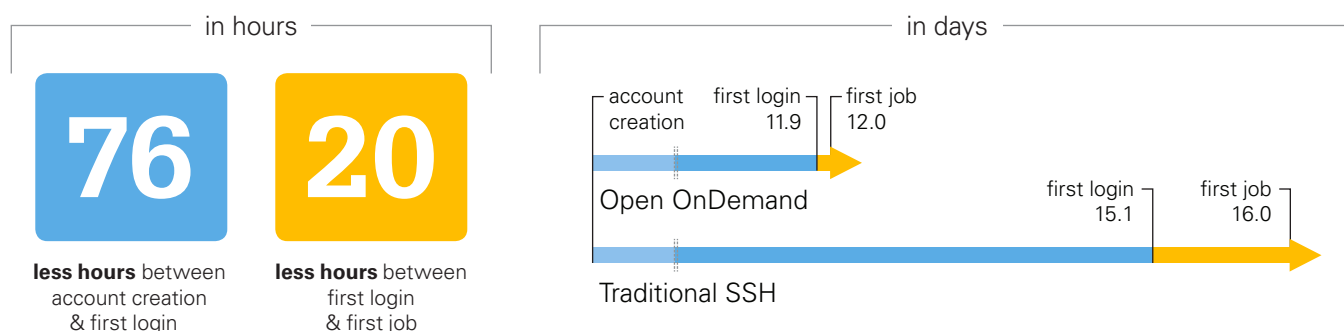 in hours
76
20
less hours between
account creation
& first login
less hours between
first login
& first job
in days
account
creation
first login
11.9
first job
12.0
Open OnDemand
first login
15.1
first job
16.0
Traditional SSH